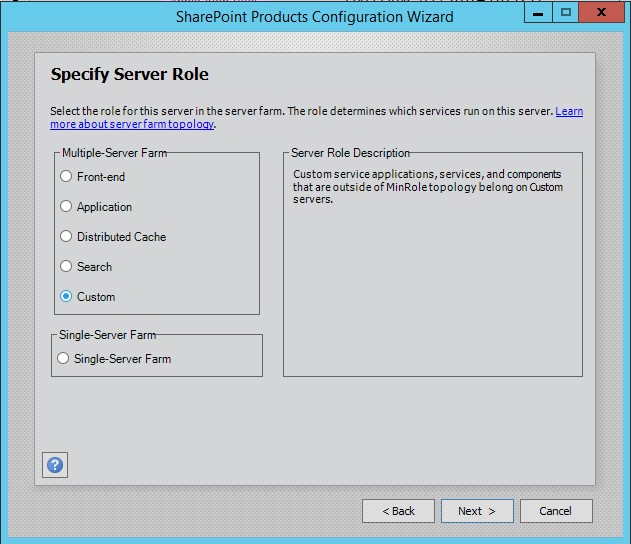 SharePoint Products Configuration Wizard
Specify Server Role
Select the role for this server in the server farm. The role determines which services run on this server. Learn
more about server farm topology.
Multiple-Server Farm
Front-end
Application
Distributed Cache
Search
Custom
Single-Server Farm
Single-Server Farm
Server Role Description
Custom service applications, services, and components
that are outside of MinRole topology belong on Custom
servers.
?
< Back
Next >
Cancel